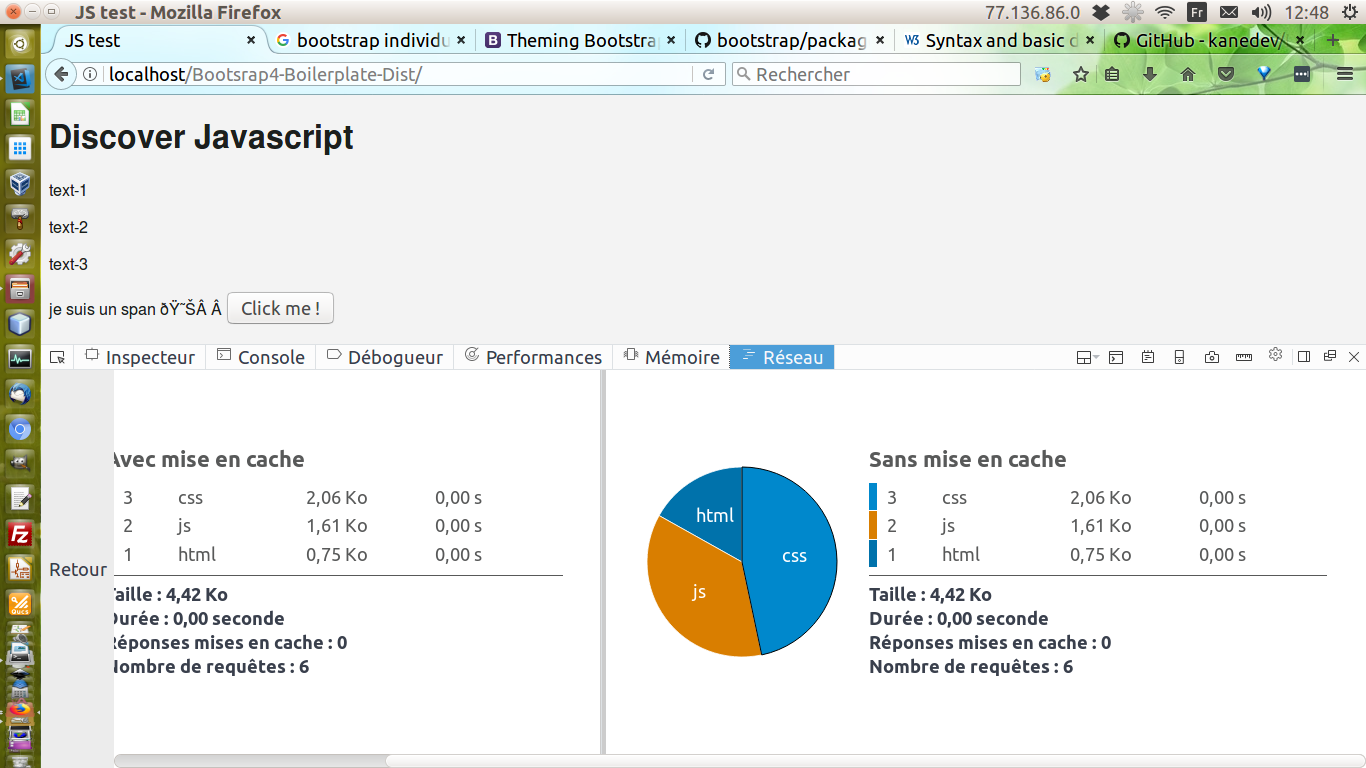 JS test - Mozilla Firefox
77.136.86.0 Fr 12:48
JS test
bootstrap individu
Theming Bootstra
bootstrap/packag
Syntax and basic d
GitHub - kanedev/
localhost/Bootsrap4-Boilerplate-Dist/
Rechercher
Discover Javascript
text-1
text-2
text-3
je suis un span ðŸ˜ŠÂ Â Click me !
Inspecteur
Console
Débogueur
Performances
Mémoire
Réseau
Retour
Avec mise en cache
3 css 2,06 Ko 0,00 s
2 js 1,61 Ko 0,00 s
1 html 0,75 Ko 0,00 s
Taille : 4,42 Ko
Durée : 0,00 seconde
Réponses mises en cache : 0
Nombre de requêtes : 6
html
css
js
Sans mise en cache
3 css 2,06 Ko 0,00 s
2 js 1,61 Ko 0,00 s
1 html 0,75 Ko 0,00 s
Taille : 4,42 Ko
Durée : 0,00 seconde
Réponses mises en cache : 0
Nombre de requêtes : 6